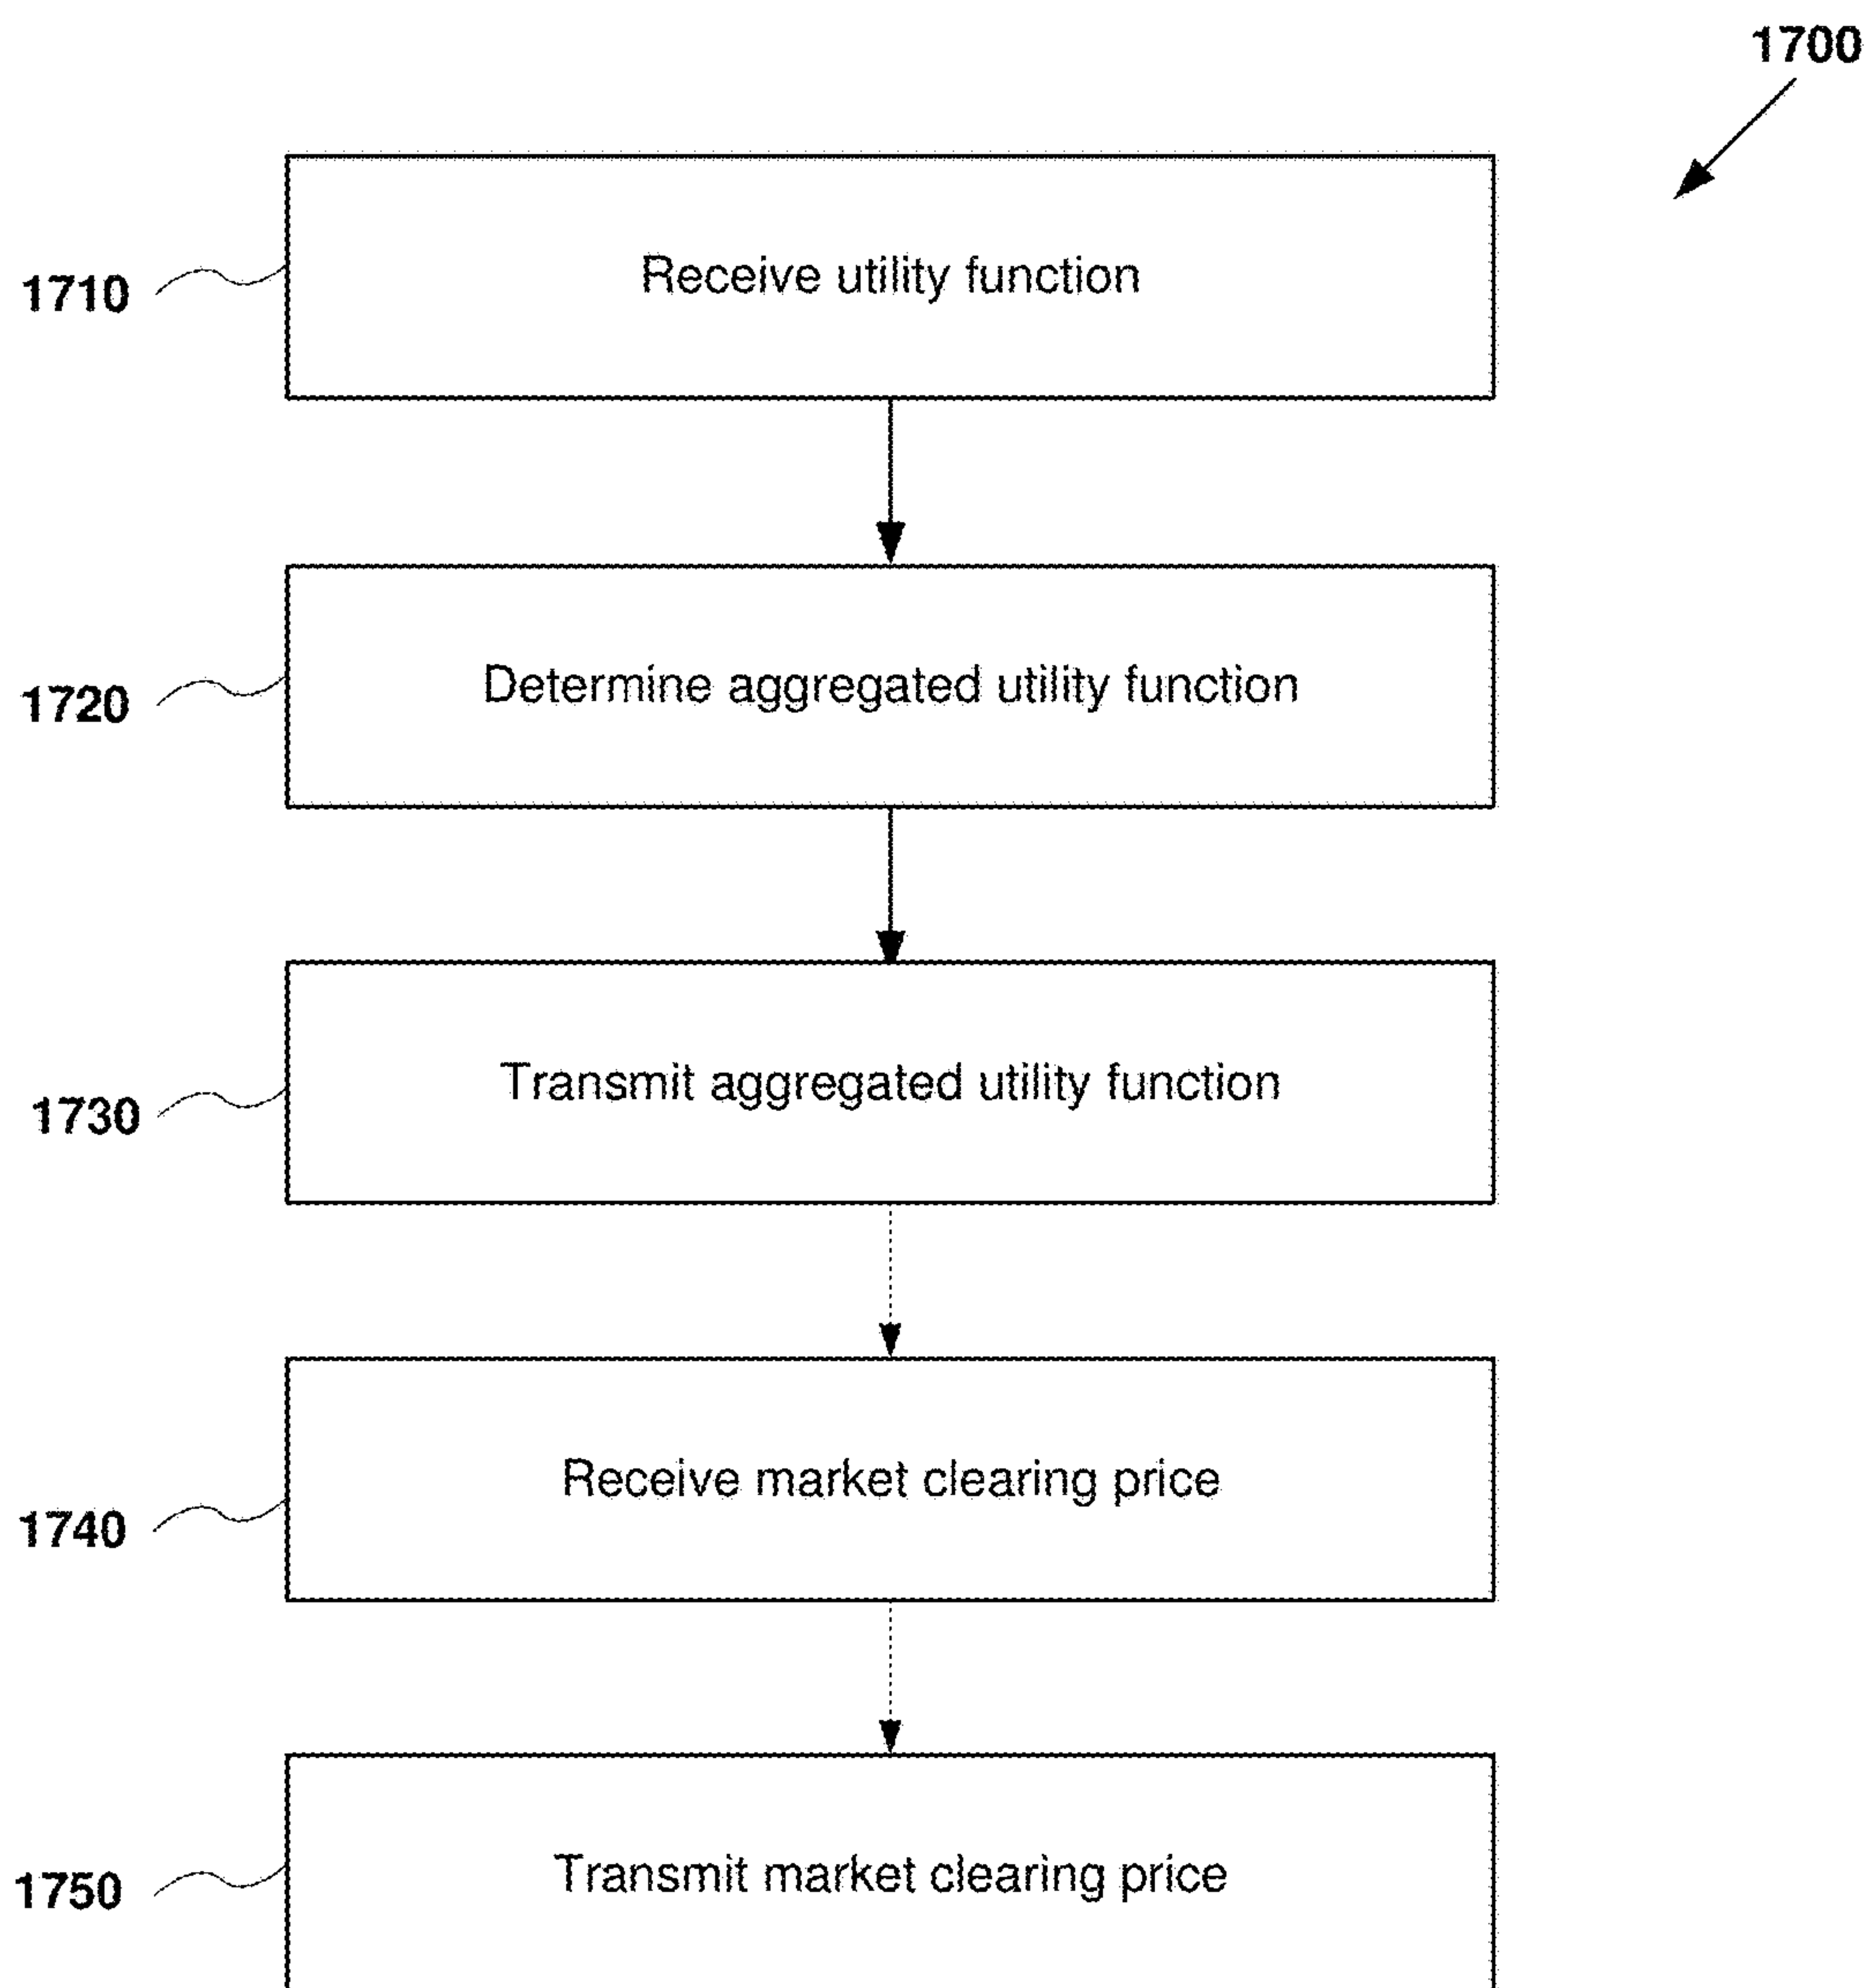 1700
Receive utility function
1710
Determine aggregated utility function
1720
Transmit aggregated utility function
1730
Receive market clearing price
1740
Transmit market clearing price
1750